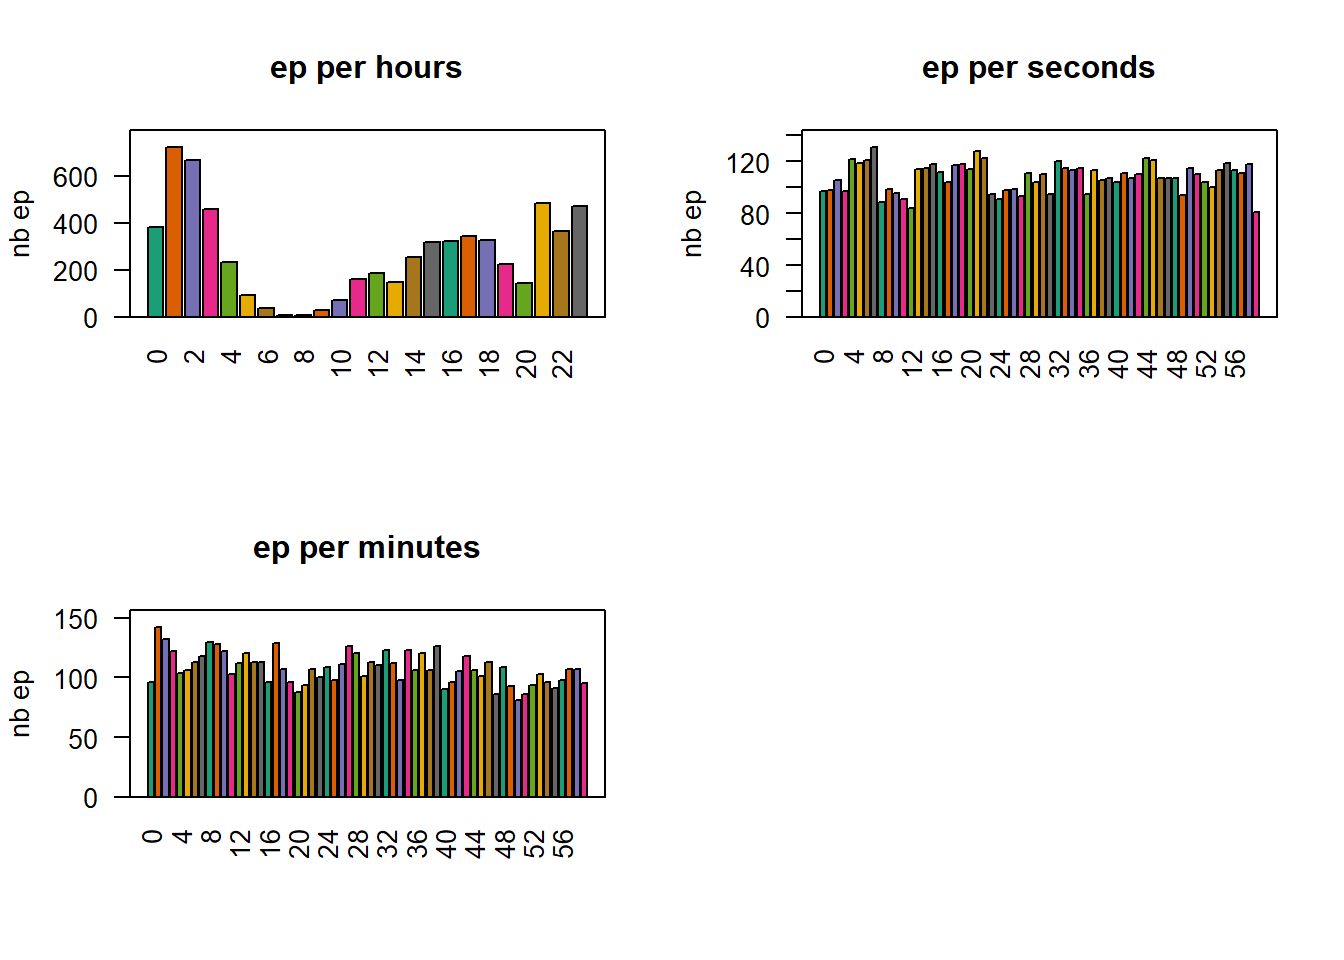 ep per hours
nb ep
600
400
200
0
0 2 4 6 8 10 12 14 16 18 20 22
ep per seconds
nb ep
120
80
40
0
0 4 8 12 16 20 24 28 32 36 40 44 48 52 56
ep per minutes
nb ep
150
100
50
0
0 4 8 12 16 20 24 28 32 36 40 44 48 52 56